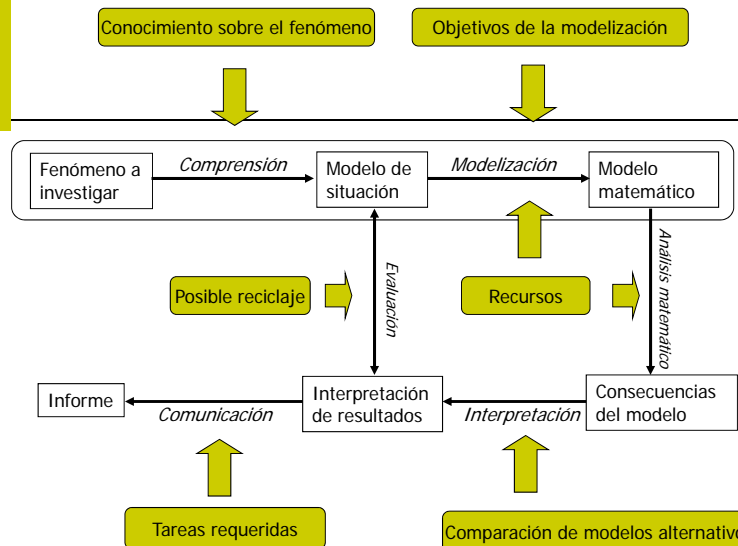 Conocimiento sobre el fenómeno
Objetivos de la modelización
Fenómeno a
investigar
Comprensión
Modelo de
situación
Modelización
Modelo
matemático
Posible reciclaje
Evaluación
Recursos
Análisis matemático
Informe
Comunicación
Interpretación
de resultados
Interpretación
Consecuencias
del modelo
Tareas requeridas
Comparación de modelos alternativo